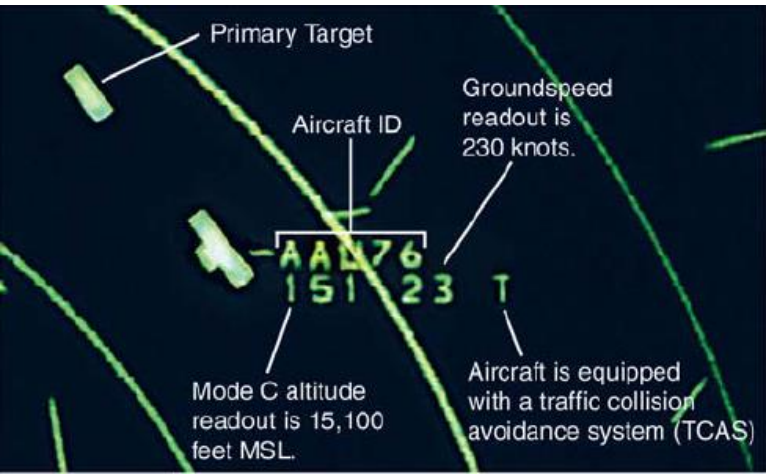 Primary Target
Groundspeed
readout is
230 knots.
Aircraft ID
AAL76
151 23 T
Mode C altitude
readout is 15,100
feet MSL.
Aircraft is equipped
with a traffic collision
avoidance system (TCAS)